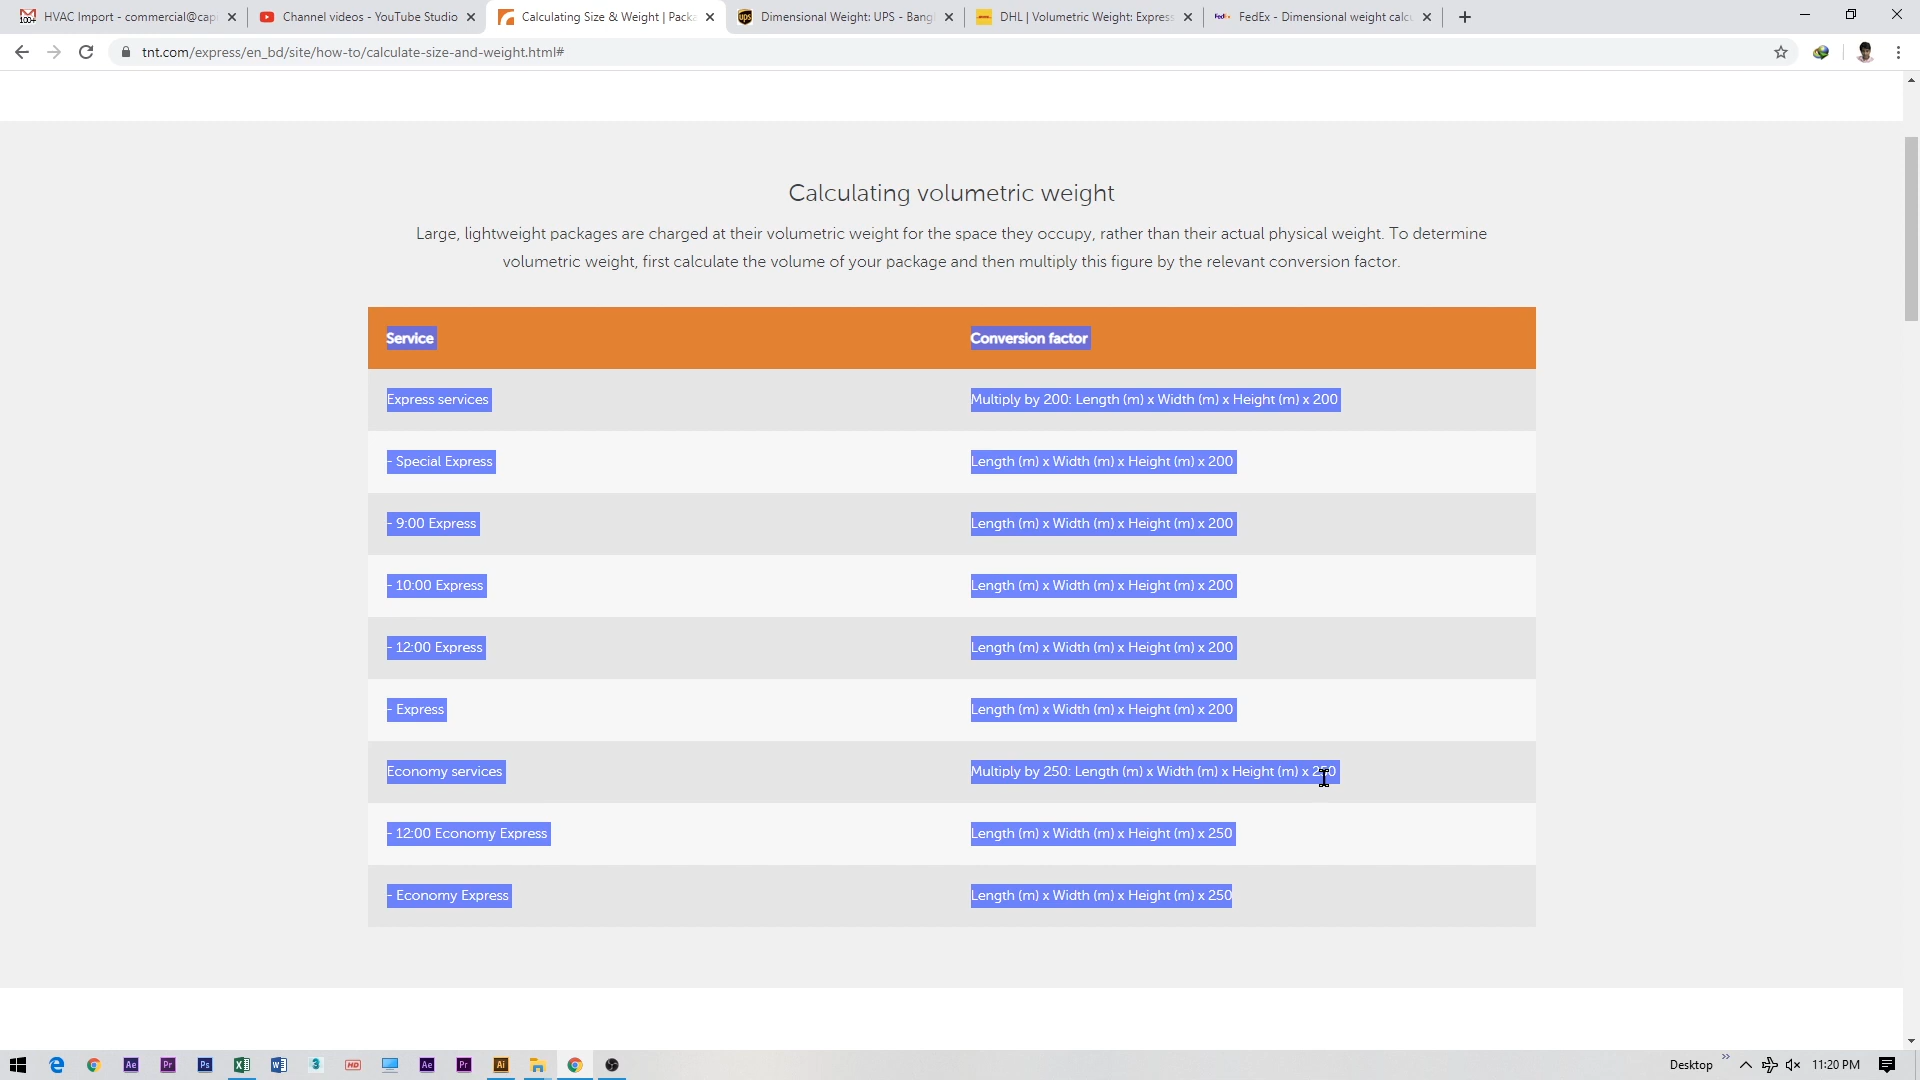 HVAC Import - commercial@cap
Channel videos - YouTube Studio
Calculating Size & Weight | Packa
Dimensional Weight: UPS - Bangl
DHL | Volumetric Weight: Express
FedEx - Dimensional weight calcu
tnt.com/express/en_bd/site/how-to/calculate-size-and-weight.html#
Calculating volumetric weight
Large, lightweight packages are charged at their volumetric weight for the space they occupy, rather than their actual physical weight. To determine
volumetric weight, first calculate the volume of your package and then multiply this figure by the relevant conversion factor.
Service Conversion factor
Express services Multiply by 200: Length (m) x Width (m) x Height (m) x 200
- Special Express Length (m) x Width (m) x Height (m) x 200
- 9:00 Express Length (m) x Width (m) x Height (m) x 200
- 10:00 Express Length (m) x Width (m) x Height (m) x 200
- 12:00 Express Length (m) x Width (m) x Height (m) x 200
- Express Length (m) x Width (m) x Height (m) x 200
Economy services Multiply by 250: Length (m) x Width (m) x Height (m) x 250
- 12:00 Economy Express Length (m) x Width (m) x Height (m) x 250
- Economy Express Length (m) x Width (m) x Height (m) x 250
Desktop 11:20 PM